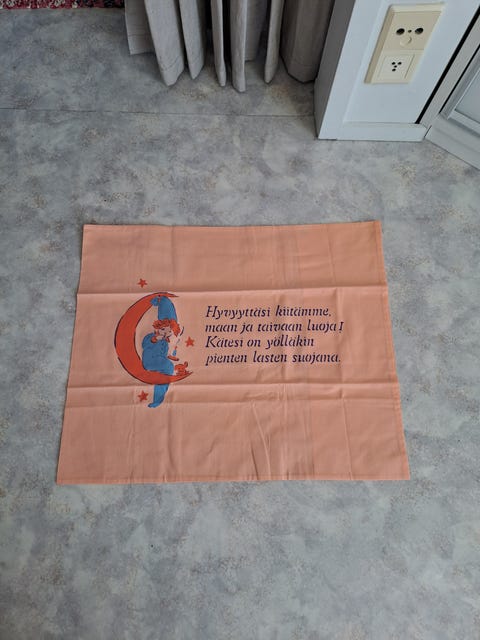 Hyvyyttäsi kiitämme,
maan ja taivaan luoja!
Kätesi on yölläkin
pienten lasten suojana.